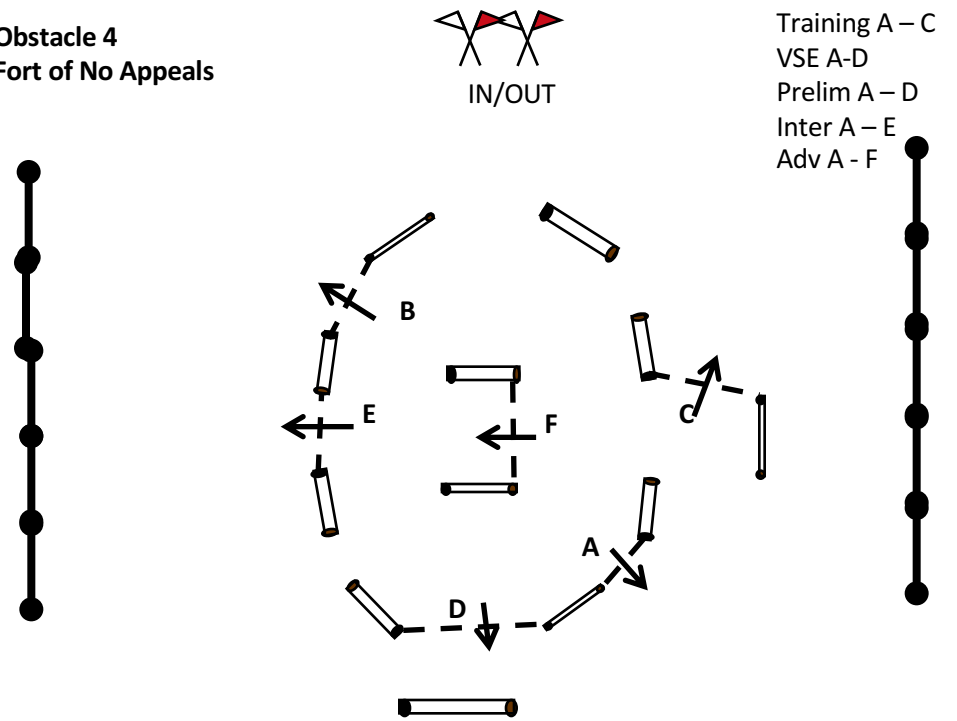 Obstacle 4
Fort of No Appeals
IN/OUT
Training A – C
VSE A-D
Prelim A – D
Inter A – E
Adv A - F
B
E
F
C
A
D